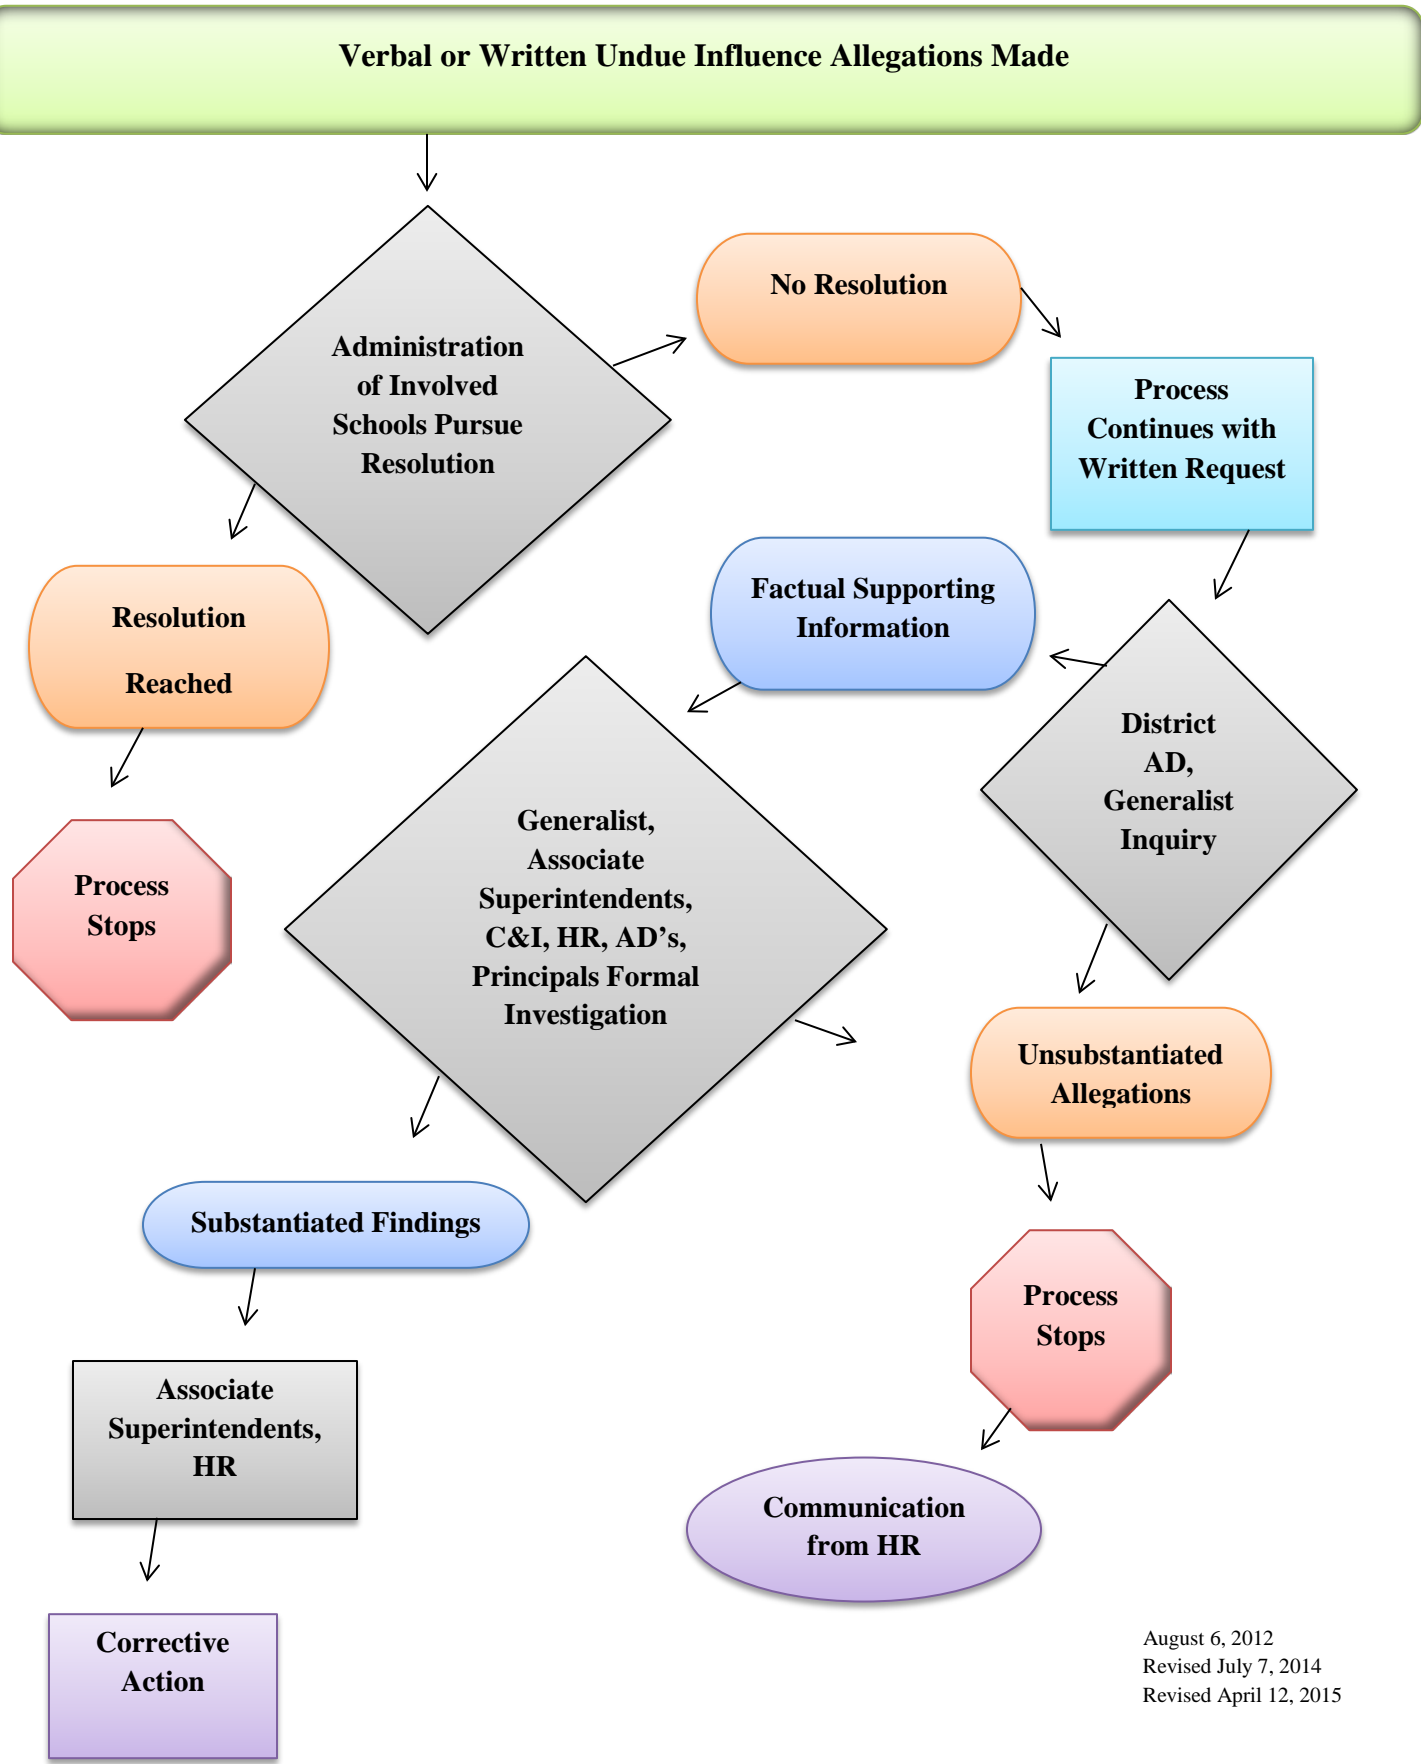 Verbal or Written Undue Influence Allegations Made
No Resolution
Administration
of Involved
Schools Pursue
Resolution
Process
Continues with
Written Request
Factual Supporting
Information
Resolution
Reached
District
AD,
Generalist
Inquiry
Generalist,
Associate
Superintendents,
C&I, HR, AD’s,
Principals Formal
Investigation
Process
Stops
Unsubstantiated
Allegations
Substantiated Findings
Process
Stops
Associate
Superintendents,
HR
Communication
from HR
Corrective
Action
August 6, 2012
Revised July 7, 2014
Revised April 12, 2015